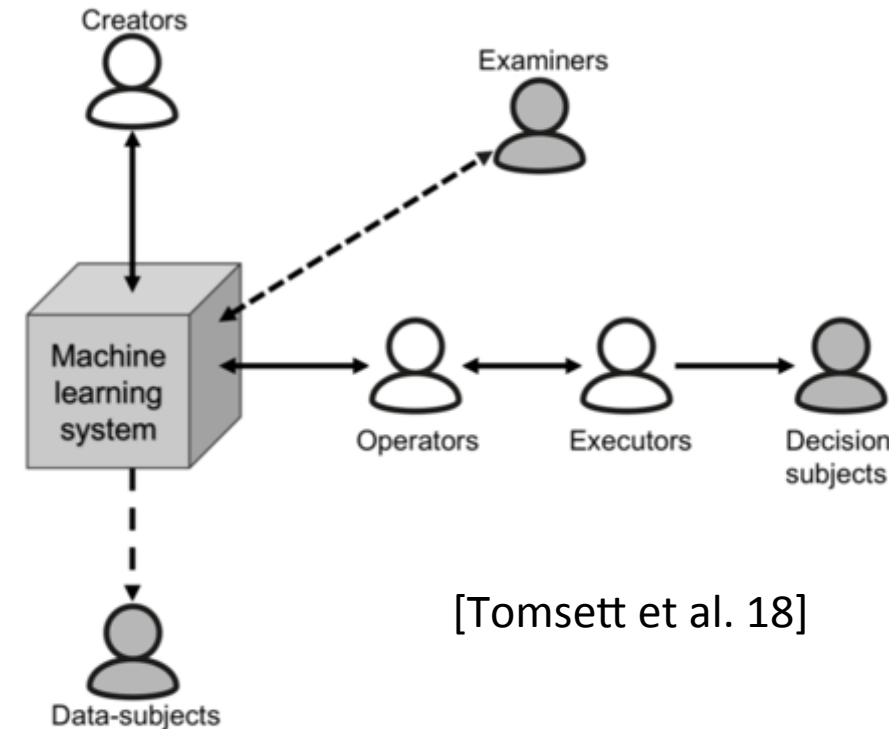 Creators
Examiners
Machine
learning
system
Operators
Executors
Decision
subjects
[Tomsett et al. 18]
Data-subjects